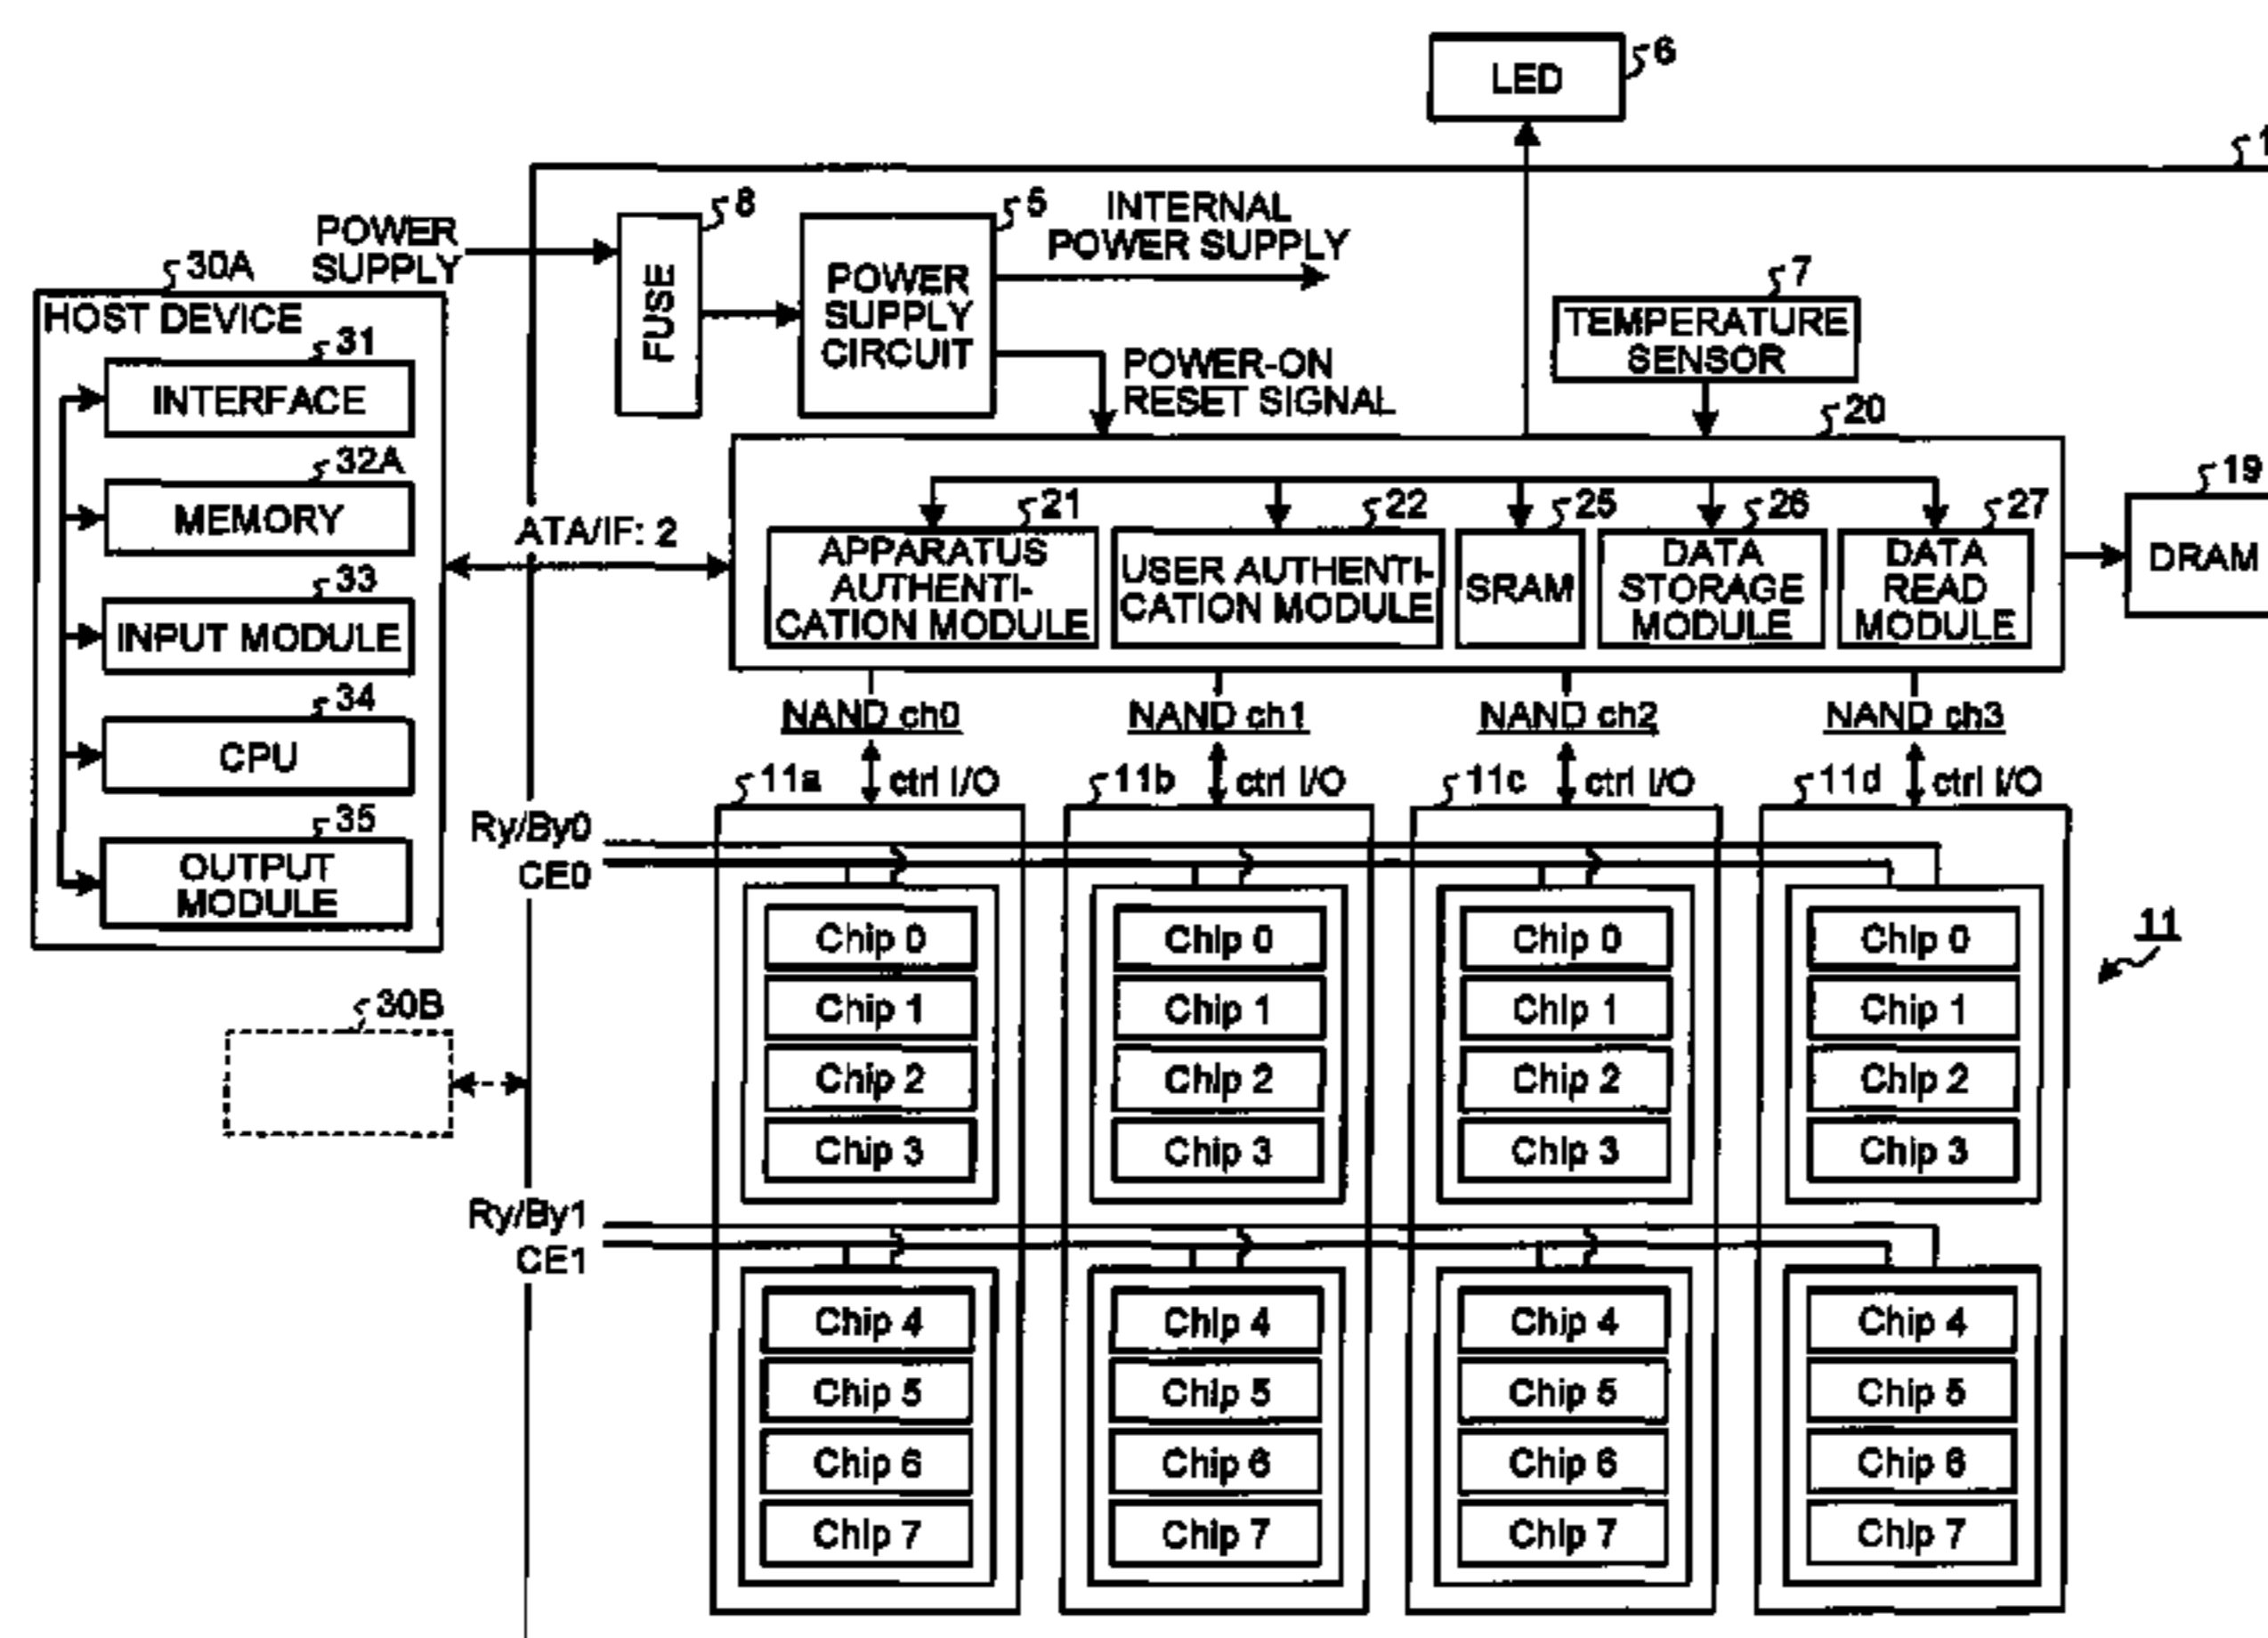 LED
6
1
8
5
INTERNAL
POWER SUPPLY
POWER
SUPPLY
FUSE
POWER
SUPPLY
CIRCUIT
POWER-ON
RESET SIGNAL
7
TEMPERATURE
SENSOR
30A
HOST DEVICE
31
INTERFACE
32A
MEMORY
33
INPUT MODULE
34
CPU
35
OUTPUT
MODULE
20
ATA/IF: 2
21
APPARATUS
AUTHENTI-
CATION MODULE
22
USER AUTHENTI-
CATION MODULE
25
SRAM
26
DATA
STORAGE
MODULE
27
DATA
READ
MODULE
19
DRAM
NAND ch0
NAND ch1
NAND ch2
NAND ch3
11a
ctrl I/O
11b
ctrl I/O
11c
ctrl I/O
11d
ctrl I/O
Ry/By0
CE0
Chip 0
Chip 1
Chip 2
Chip 3
Chip 0
Chip 1
Chip 2
Chip 3
Chip 0
Chip 1
Chip 2
Chip 3
Chip 0
Chip 1
Chip 2
Chip 3
11
30B
Ry/By1
CE1
Chip 4
Chip 5
Chip 6
Chip 7
Chip 4
Chip 5
Chip 6
Chip 7
Chip 4
Chip 5
Chip 6
Chip 7
Chip 4
Chip 5
Chip 6
Chip 7